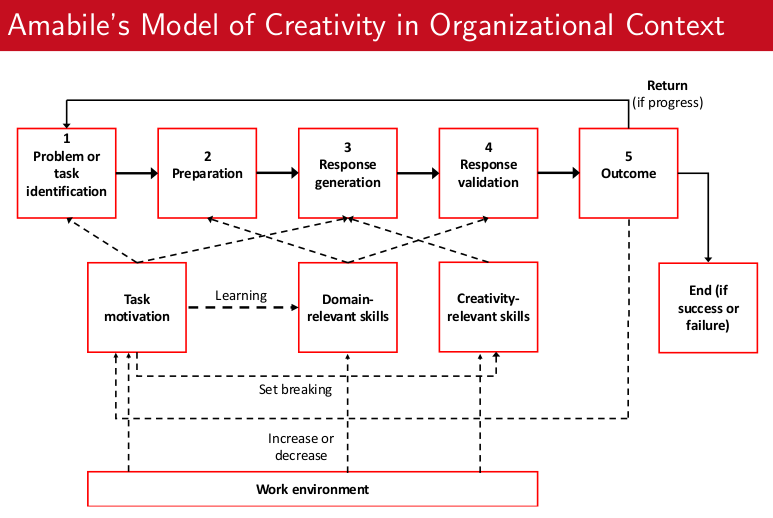 Amabile's Model of Creativity in Organizational Context
Return
(if progress)
1
Problem or
task
identification
2
Preparation
3
Response
generation
4
Response
validation
5
Outcome
Task
motivation
Learning
Domain-
relevant skills
Creativity-
relevant skills
End (if
success or
failure)
Set breaking
Increase or
decrease
Work environment